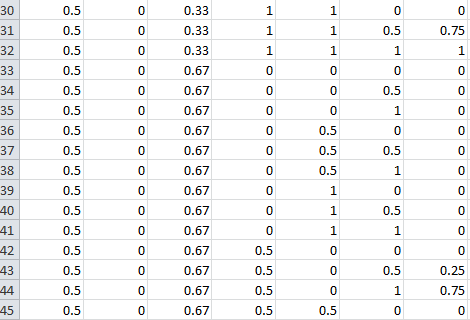 30 0.5 0 0.33 1 1 0 0
31 0.5 0 0.33 1 1 0.5 0.75
32 0.5 0 0.33 1 1 1 1
33 0.5 0 0.67 0 0 0 0
34 0.5 0 0.67 0 0 0.5 0
35 0.5 0 0.67 0 0 1 0
36 0.5 0 0.67 0 0.5 0 0
37 0.5 0 0.67 0 0.5 0.5 0
38 0.5 0 0.67 0 0.5 1 0
39 0.5 0 0.67 0 1 0 0
40 0.5 0 0.67 0 1 0.5 0
41 0.5 0 0.67 0 1 1 0
42 0.5 0 0.67 0.5 0 0 0
43 0.5 0 0.67 0.5 0 0.5 0.25
44 0.5 0 0.67 0.5 0 1 0.75
45 0.5 0 0.67 0.5 0.5 0 0